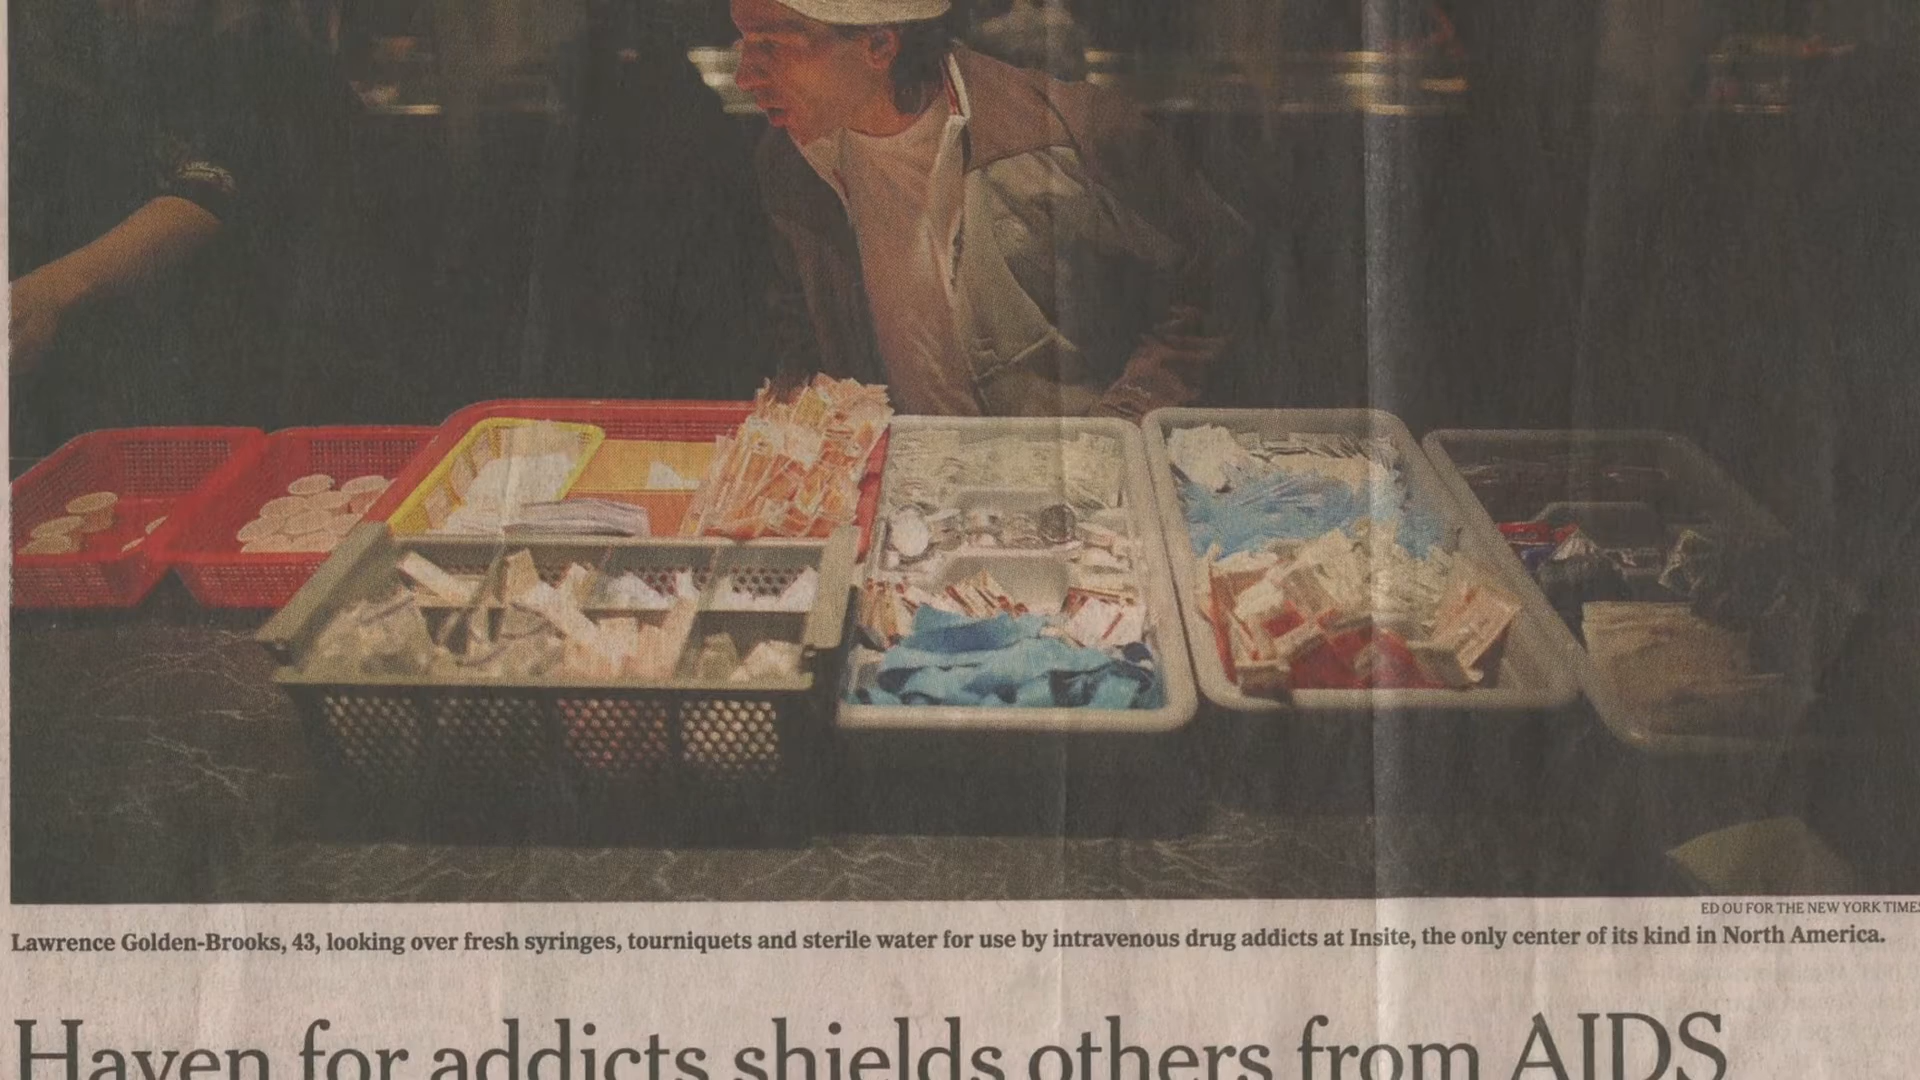 ED OU FOR THE NEW YORK TIMES
Lawrence Golden-Brooks, 43, looking over fresh syringes, tourniquets and sterile water for use by intravenous drug addicts at Insite, the only center of its kind in North America.
Haven for addicts shields others from AIDS